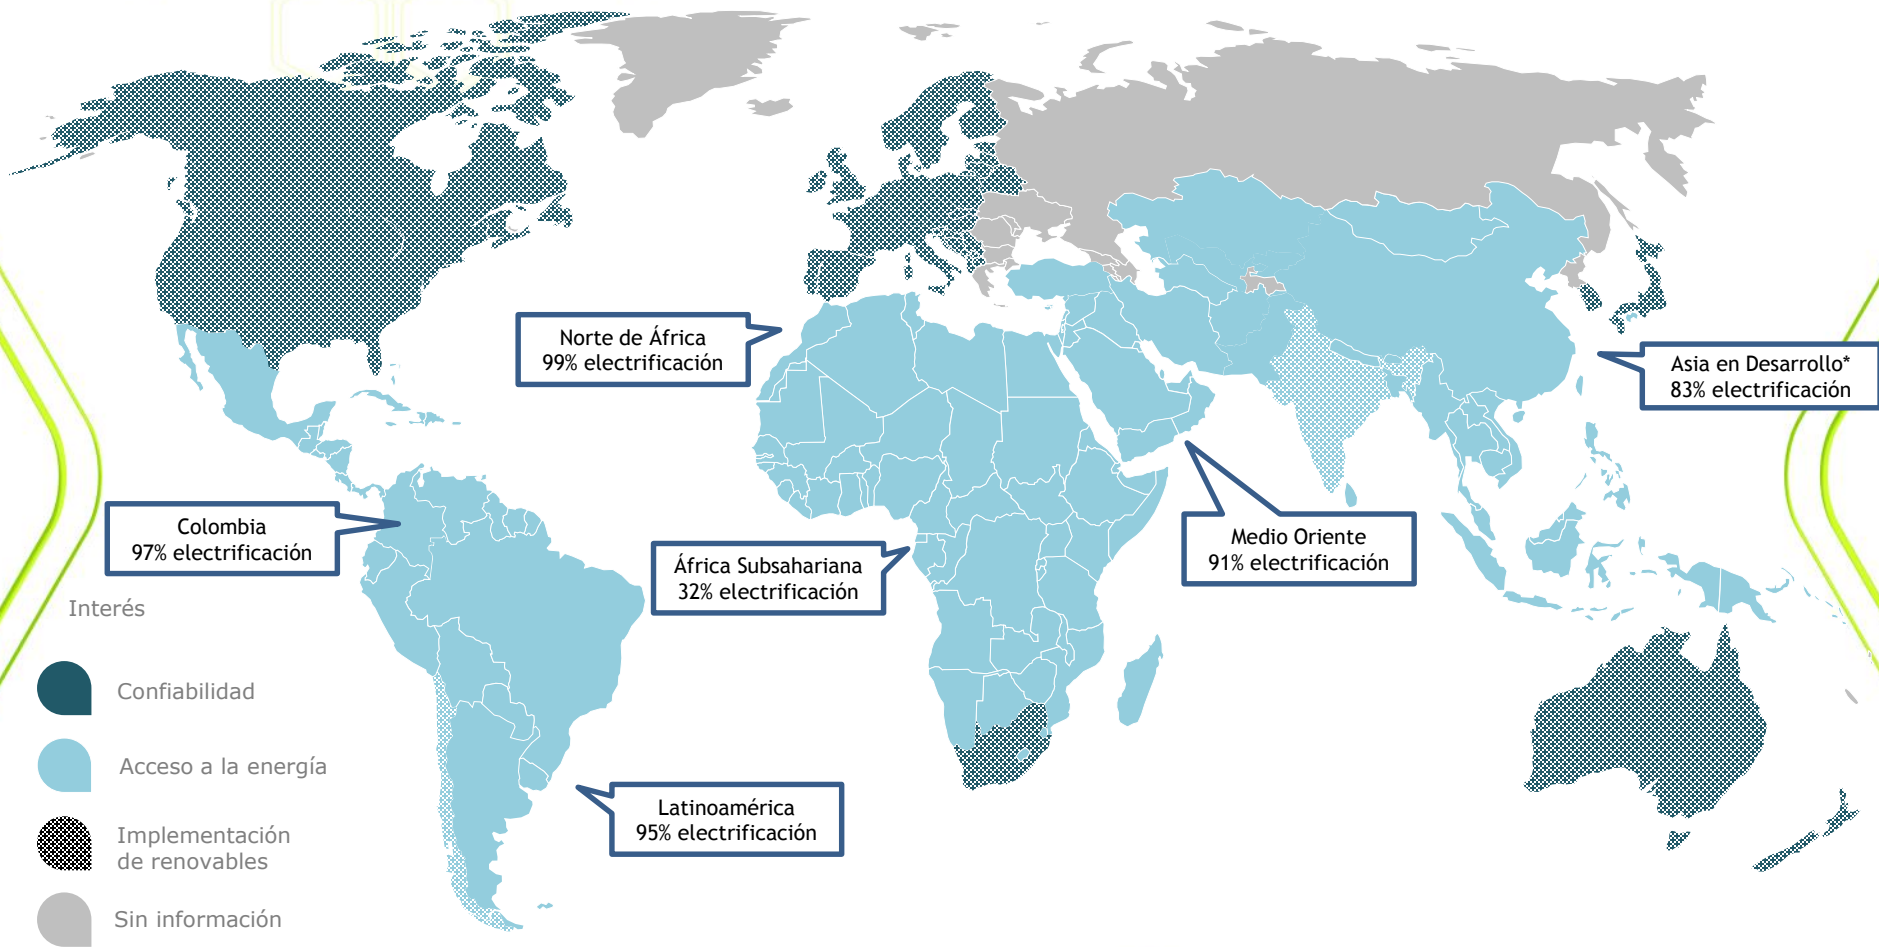 Norte de África
99% electrificación
Asia en Desarrollo*
83% electrificación
Colombia
97% electrificación
África Subsahariana
32% electrificación
Medio Oriente
91% electrificación
Latinoamérica
95% electrificación
Interés
Confiabilidad
Acceso a la energía
Implementación
de renovables
Sin información